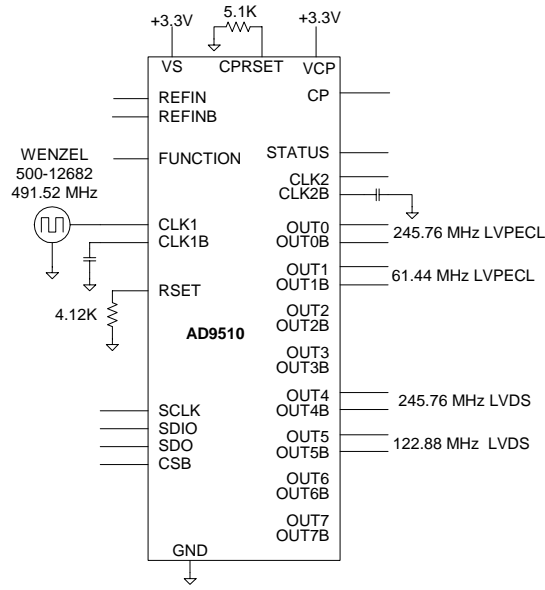 5.1K
+3.3V
+3.3V
VS
CPRSET
VCP
REFIN
REFINB
CP
FUNCTION
STATUS
WENZEL
500-12682
491.52 MHz
CLK2
CLK2B
CLK1
CLK1B
OUT0
OUT0B
245.76 MHz LVPECL
OUT1
OUT1B
61.44 MHz LVPECL
RSET
4.12K
AD9510
OUT2
OUT2B
OUT3
OUT3B
OUT4
OUT4B
245.76 MHz LVDS
SCLK
SDIO
SDO
CSB
OUT5
OUT5B
122.88 MHz LVDS
OUT6
OUT6B
OUT7
OUT7B
GND